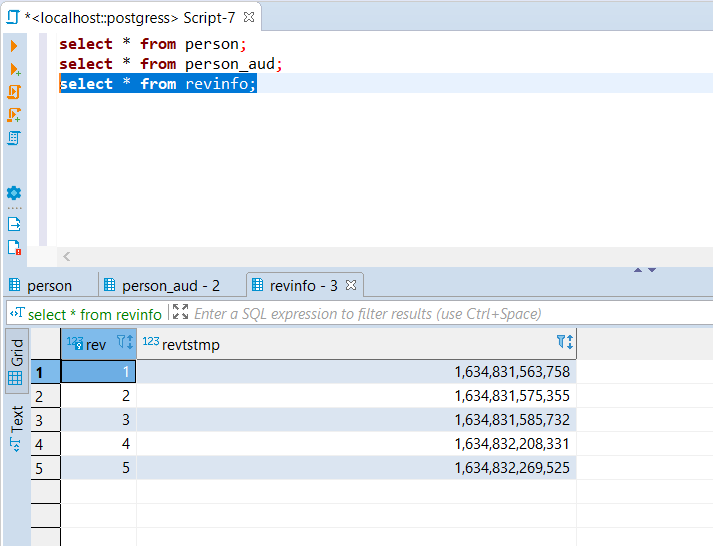 *<localhost::postgress> Script-7
select * from person;
select * from person_aud;
select * from revinfo;
person person_aud - 2 revinfo - 3
select * from revinfo Enter a SQL expression to filter results (use Ctrl+Space)
Grid
Text
123 rev 123 revtstmp
1 1 1,634,831,563,758
2 2 1,634,831,575,355
3 3 1,634,831,585,732
4 4 1,634,832,208,331
5 5 1,634,832,269,525